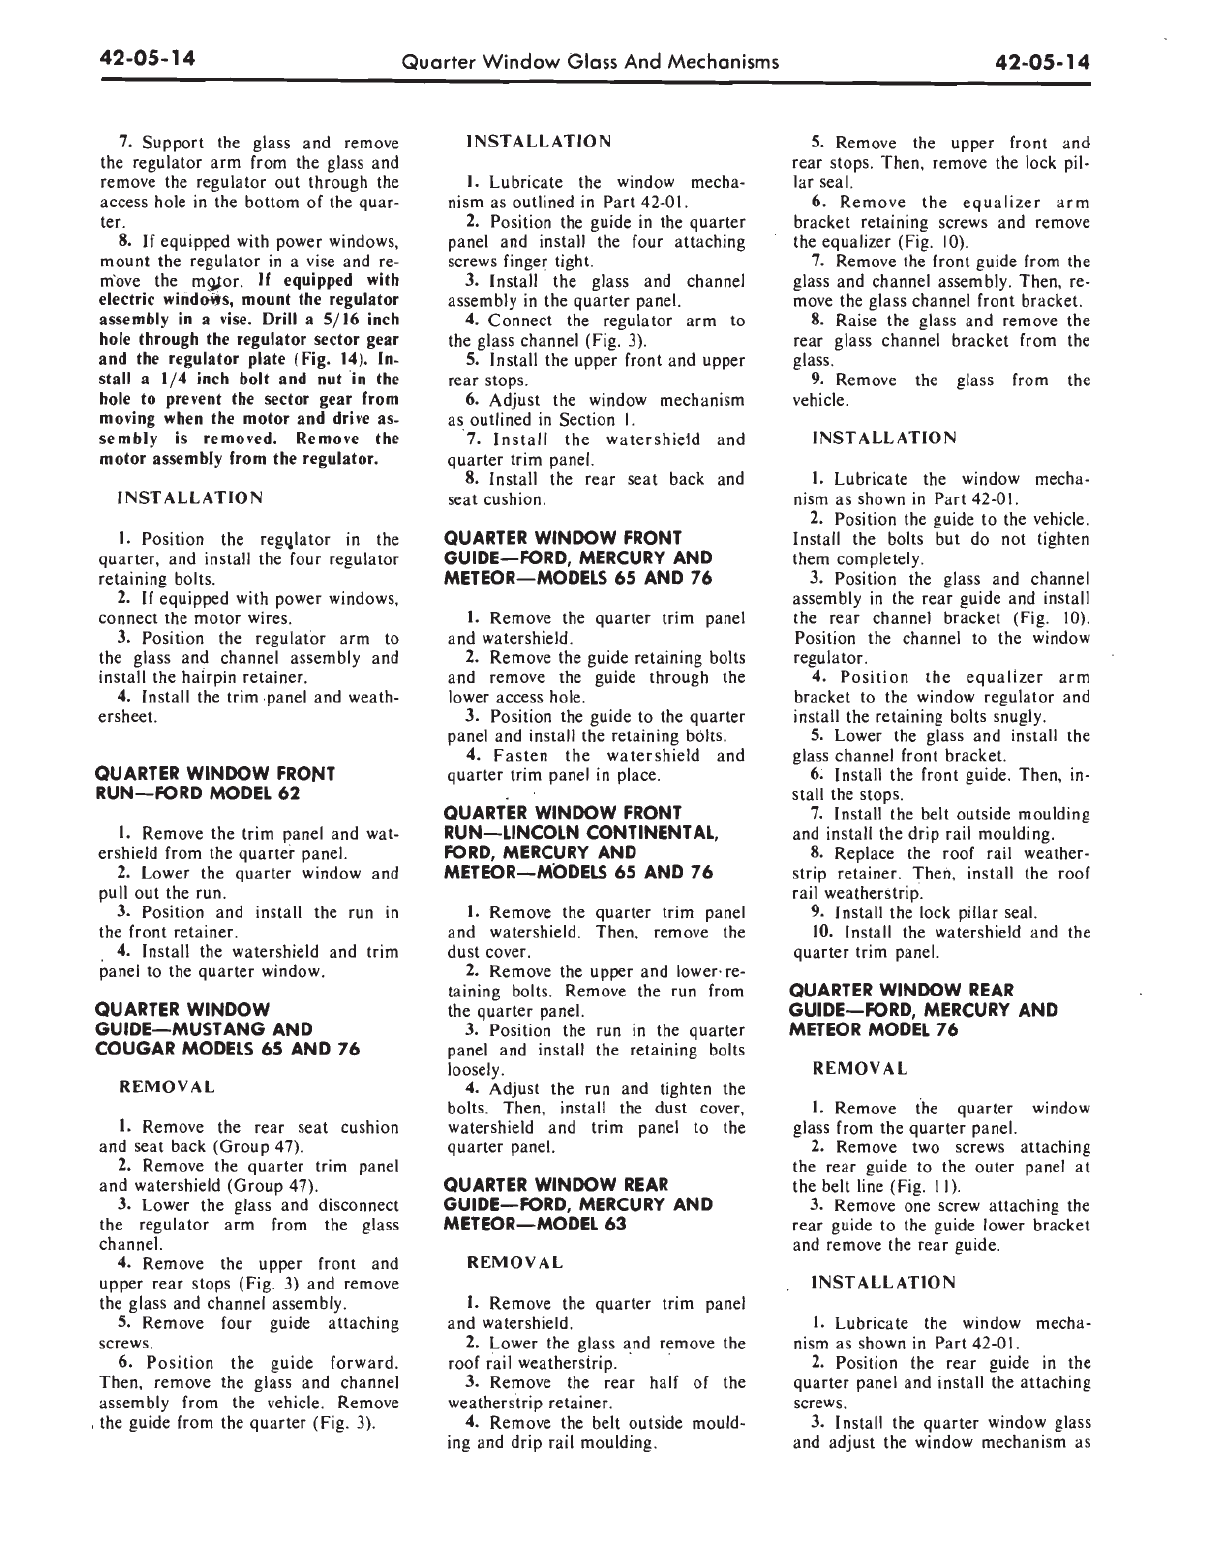 42-05-14
Quarter Window Glass And Mechanisms
42-05-14
7. Support the glass and remove
the regulator arm from the glass and
remove the regulator out through the
access hole in the bottom of the quar-
ter.
8. If equipped with power windows,
mount the regulator in a vise and re-
move the motor. If equipped with
electric windows, mount the regulator
assembly in a vise. Drill a 5/16 inch
hole through the regulator sector gear
and the regulator plate (Fig. 14). In-
stall a 1/4 inch bolt and nut in the
hole to prevent the sector gear from
moving when the motor and drive as-
sembly is removed. Remove the
motor assembly from the regulator.
INSTALLATION
1. Position the regulator in the
quarter, and install the four regulator
retaining bolts.
2. If equipped with power windows,
connect the motor wires.
3. Position the regulator arm to
the glass and channel assembly and
install the hairpin retainer.
4. Install the trim panel and weath-
ersheet.
QUARTER WINDOW FRONT
RUN—FORD MODEL 62
1. Remove the trim panel and wat-
ershield from the quarter panel.
2. Lower the quarter window and
pull out the run.
3. Position and install the run in
the front retainer.
4. Install the watershield and trim
panel to the quarter window.
QUARTER WINDOW
GUIDE—MUSTANG AND
COUGAR MODELS 65 AND 76
REMOVAL
1. Remove the rear seat cushion
and seat back (Group 47).
2. Remove the quarter trim panel
and watershield (Group 47).
3. Lower the glass and disconnect
the regulator arm from the glass
channel.
4. Remove the upper front and
upper rear stops (Fig. 3) and remove
the glass and channel assembly.
5. Remove four guide attaching
screws.
6. Position the guide forward.
Then, remove the glass and channel
assembly from the vehicle. Remove
the guide from the quarter (Fig. 3).
INSTALLATION
1. Lubricate the window mecha-
nism as outlined in Part 42-01.
2. Position the guide in the quarter
panel and install the four attaching
screws finger tight.
3. Install the glass and channel
assembly in the quarter panel.
4. Connect the regulator arm to
the glass channel (Fig. 3).
5. Install the upper front and upper
rear stops.
6. Adjust the window mechanism
as outlined in Section 1.
7. Install the watershield and
quarter trim panel.
8. Install the rear seat back and
seat cushion.
QUARTER WINDOW FRONT
GUIDE—FORD, MERCURY AND
METEOR—MODELS 65 AND 76
1. Remove the quarter trim panel
and watershield.
2. Remove the guide retaining bolts
and remove the guide through the
lower access hole.
3. Position the guide to the quarter
panel and install the retaining bolts.
4. Fasten the watershield and
quarter trim panel in place.
QUARTER WINDOW FRONT
RUN—LINCOLN CONTINENTAL,
FORD, MERCURY AND
METEOR—MODELS 65 AND 76
1. Remove the quarter trim panel
and watershield. Then, remove the
dust cover.
2. Remove the upper and lower re-
taining bolts. Remove the run from
the quarter panel.
3. Position the run in the quarter
panel and install the retaining bolts
loosely.
4. Adjust the run and tighten the
bolts. Then, install the dust cover,
watershield and trim panel to the
quarter panel.
QUARTER WINDOW REAR
GUIDE—FORD, MERCURY AND
METEOR—MODEL 63
REMOVAL
1. Remove the quarter trim panel
and watershield.
2. Lower the glass and remove the
roof rail weatherstrip.
3. Remove the rear half of the
weatherstrip retainer.
4. Remove the belt outside mould-
ing and drip rail moulding.
5. Remove the upper front and
rear stops. Then, remove the lock pil-
lar seal.
6. Remove the equalizer arm
bracket retaining screws and remove
the equalizer (Fig. 10).
7. Remove the front guide from the
glass and channel assembly. Then, re-
move the glass channel front bracket.
8. Raise the glass and remove the
rear glass channel bracket from the
glass.
9. Remove the glass from the
vehicle.
INSTALLATION
1. Lubricate the window mecha-
nism as shown in Part 42-01.
2. Position the guide to the vehicle.
Install the bolts but do not tighten
them completely.
3. Position the glass and channel
assembly in the rear guide and install
the rear channel bracket (Fig. 10).
Position the channel to the window
regulator.
4. Position the equalizer arm
bracket to the window regulator and
install the retaining bolts snugly.
5. Lower the glass and install the
glass channel front bracket.
6. Install the front guide. Then, in-
stall the stops.
7. Install the belt outside moulding
and install the drip rail moulding.
8. Replace the roof rail weather-
strip retainer. Then, install the roof
rail weatherstrip.
9. Install the lock pillar seal.
10. Install the watershield and the
quarter trim panel.
QUARTER WINDOW REAR
GUIDE—FORD, MERCURY AND
METEOR MODEL 76
REMOVAL
1. Remove the quarter window
glass from the quarter panel.
2. Remove two screws attaching
the rear guide to the outer panel at
the belt line (Fig. 11).
3. Remove one screw attaching the
rear guide to the guide lower bracket
and remove the rear guide.
INSTALLATION
1. Lubricate the window mecha-
nism as shown in Part 42-01.
2. Position the rear guide in the
quarter panel and install the attaching
screws.
3. Install the quarter window glass
and adjust the window mechanism as